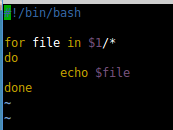 #!/bin/bash

for file in $1/*
do
        echo $file
done
~
~